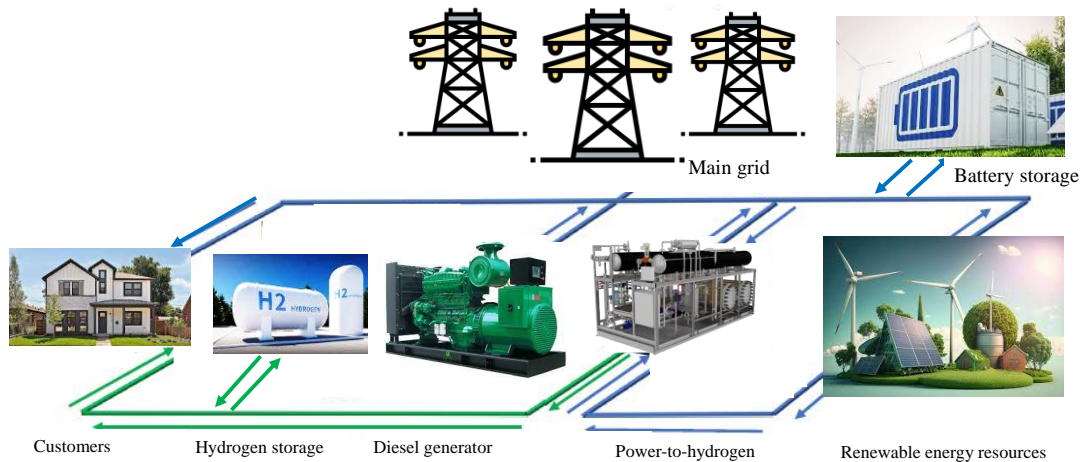 Main grid
Battery storage
H2 HYDROGEN
H2
Customers
Hydrogen storage
Diesel generator
Power-to-hydrogen
Renewable energy resources